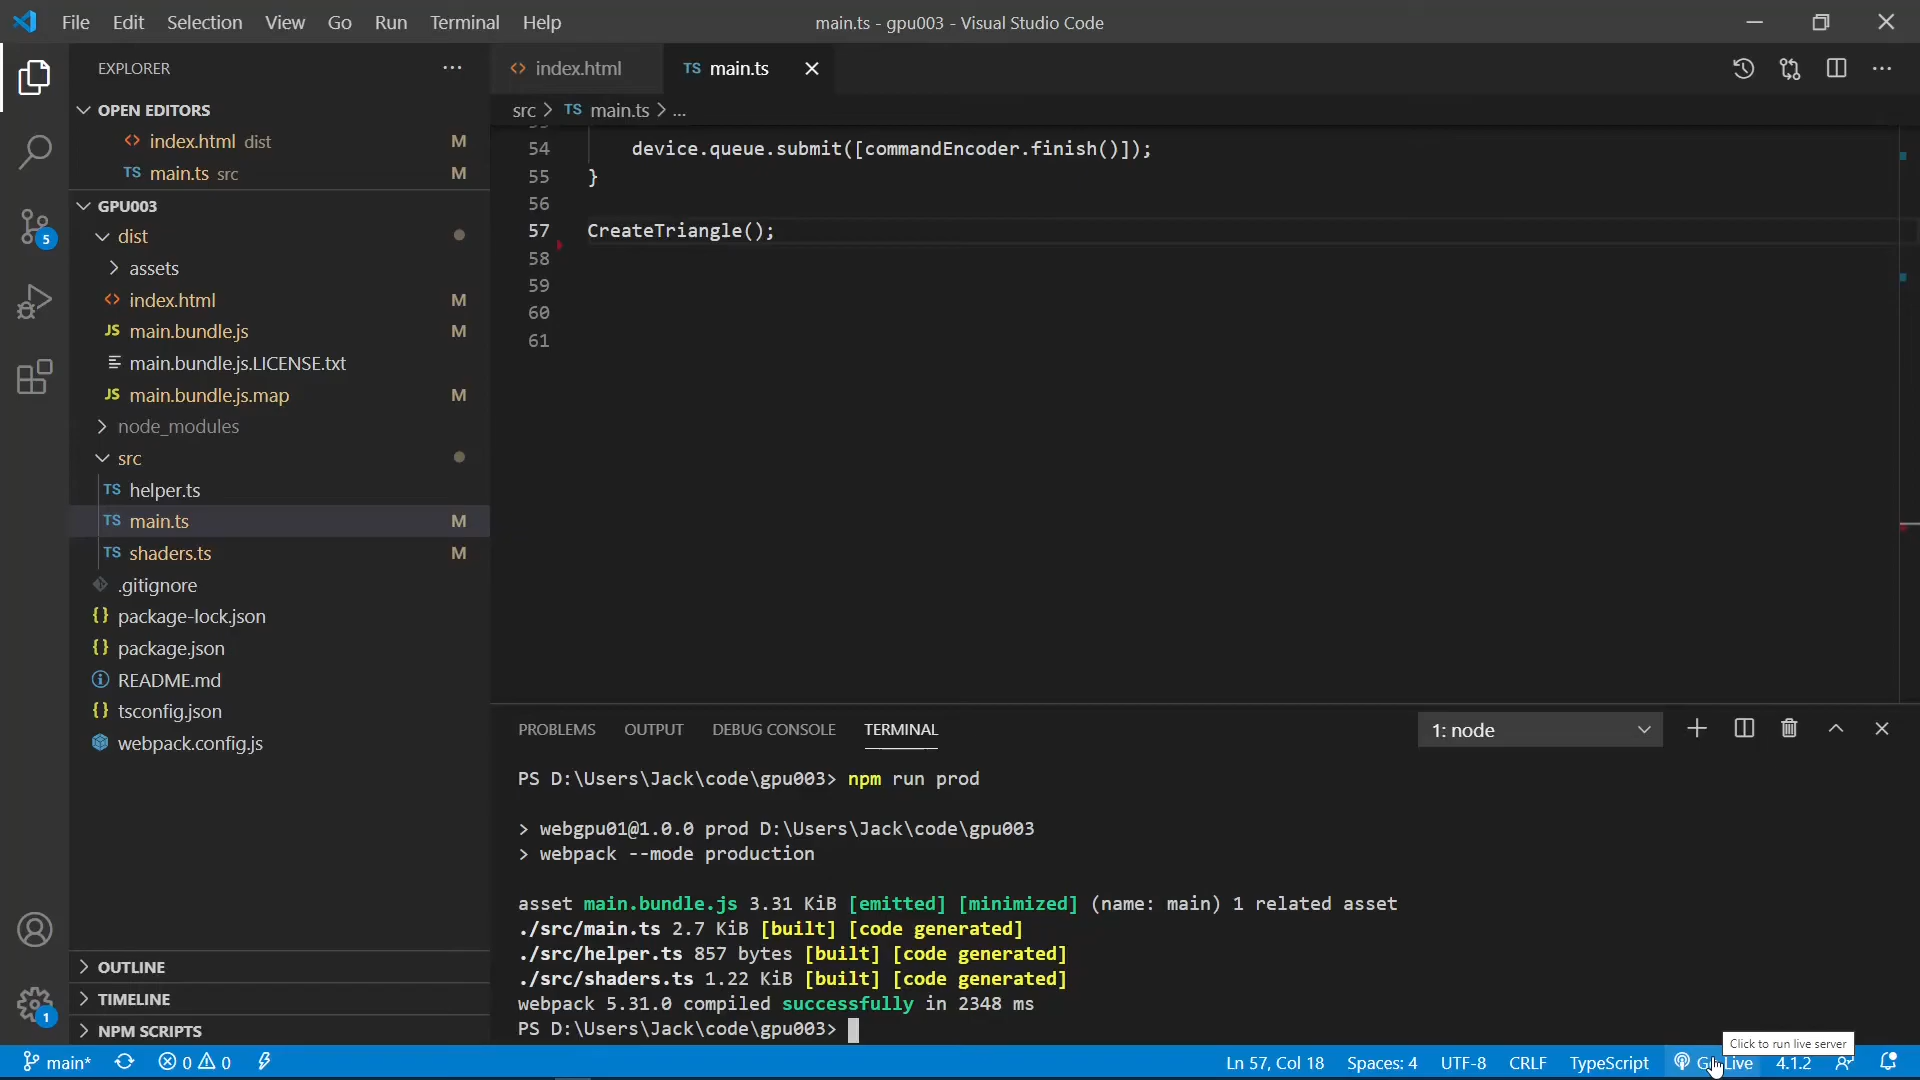 File Edit Selection View Go Run Terminal Help
main.ts - gpu003 - Visual Studio Code
EXPLORER
index.html
TS main.ts
OPEN EDITORS
index.html dist M
TS main.ts src M
GPU003
dist
assets
index.html M
JS main.bundle.js M
main.bundle.js.LICENSE.txt
JS main.bundle.js.map M
node_modules
src
TS helper.ts
TS main.ts M
TS shaders.ts M
.gitignore
{} package-lock.json
{} package.json
README.md
{} tsconfig.json
webpack.config.js
OUTLINE
TIMELINE
NPM SCRIPTS
5
1
src > TS main.ts > ...
54 device.queue.submit([commandEncoder.finish()]);
55 }
56
57 CreateTriangle();
58
59
60
61
PROBLEMS OUTPUT DEBUG CONSOLE TERMINAL
1: node
PS D:\Users\Jack\code\gpu003> npm run prod
> webgpu01@1.0.0 prod D:\Users\Jack\code\gpu003
> webpack --mode production
asset main.bundle.js 3.31 KiB [emitted] [minimized] (name: main) 1 related asset
./src/main.ts 2.7 KiB [built] [code generated]
./src/helper.ts 857 bytes [built] [code generated]
./src/shaders.ts 1.22 KiB [built] [code generated]
webpack 5.31.0 compiled successfully in 2348 ms
PS D:\Users\Jack\code\gpu003>
Click to run live server
main* 0 0
Ln 57, Col 18 Spaces: 4 UTF-8 CRLF TypeScript Go Live 4.1.2